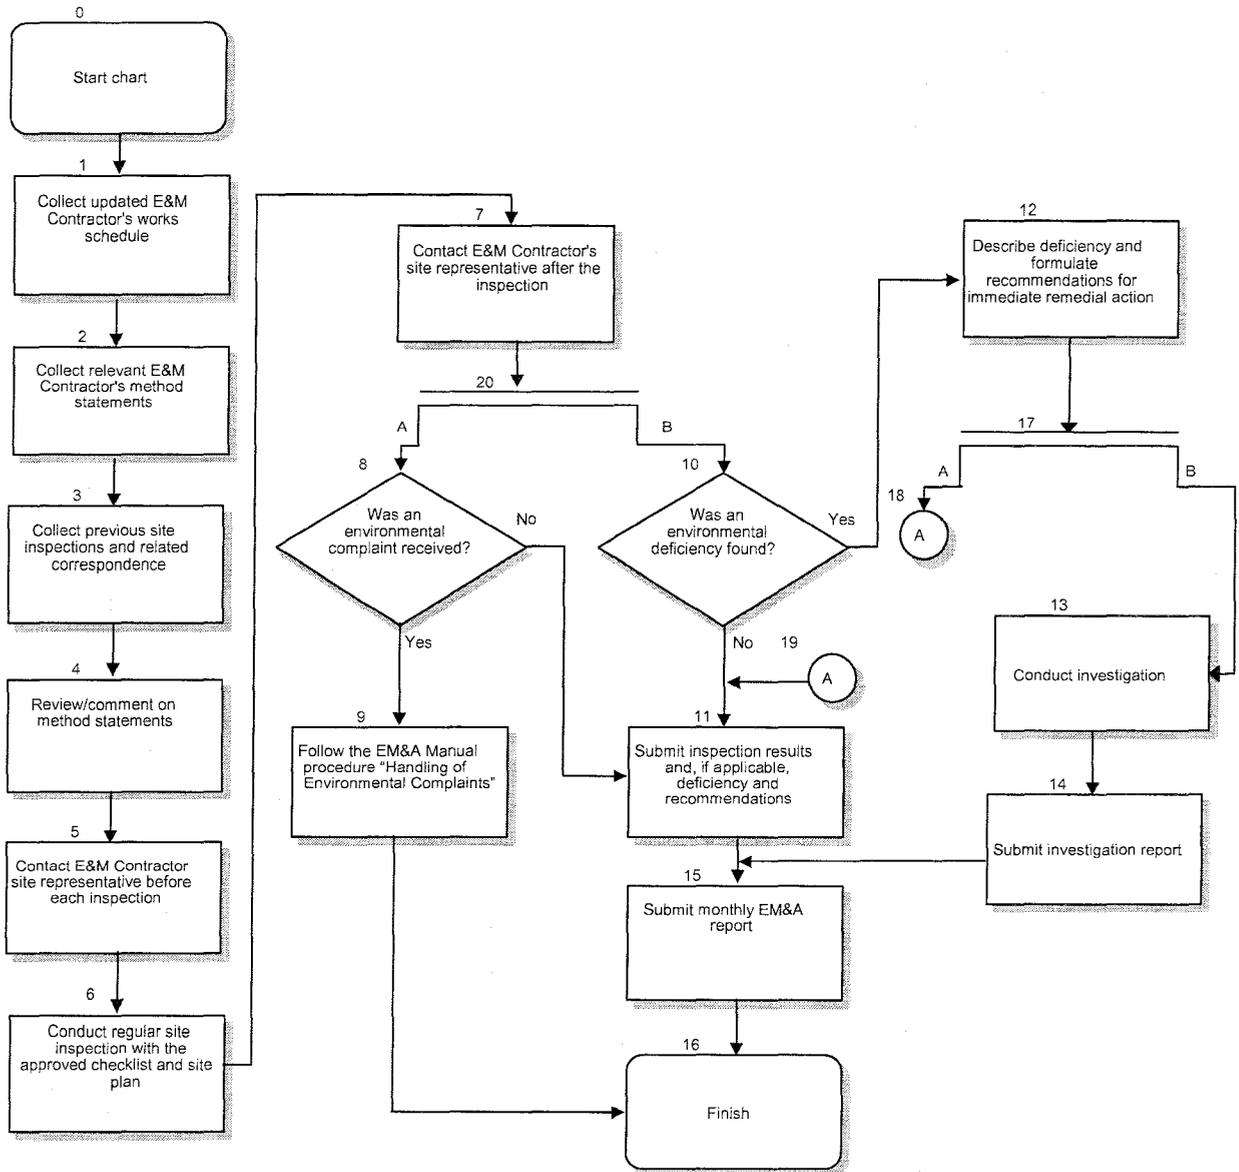 0
Start chart
1
Collect updated E&M
Contractor's works
schedule
2
Collect relevant E&M
Contractor's method
statements
3
Collect previous site
inspections and related
correspondence
4
Review/comment on
method statements
5
Contact E&M Contractor
site representative before
each inspection
6
Conduct regular site
inspection with the
approved checklist and site
plan
7
Contact E&M Contractor's
site representative after the
inspection
20
A
B
8
Was an
environmental
complaint received?
No
Yes
9
Follow the EM&A Manual
procedure "Handling of
Environmental Complaints"
10
Was an
environmental
deficiency found?
Yes
No
19
A
11
Submit inspection results
and, if applicable,
deficiency and
recommendations
12
Describe deficiency and
formulate
recommendations for
immediate remedial action
17
A
B
18
A
13
Conduct investigation
14
Submit investigation report
15
Submit monthly EM&A
report
16
Finish